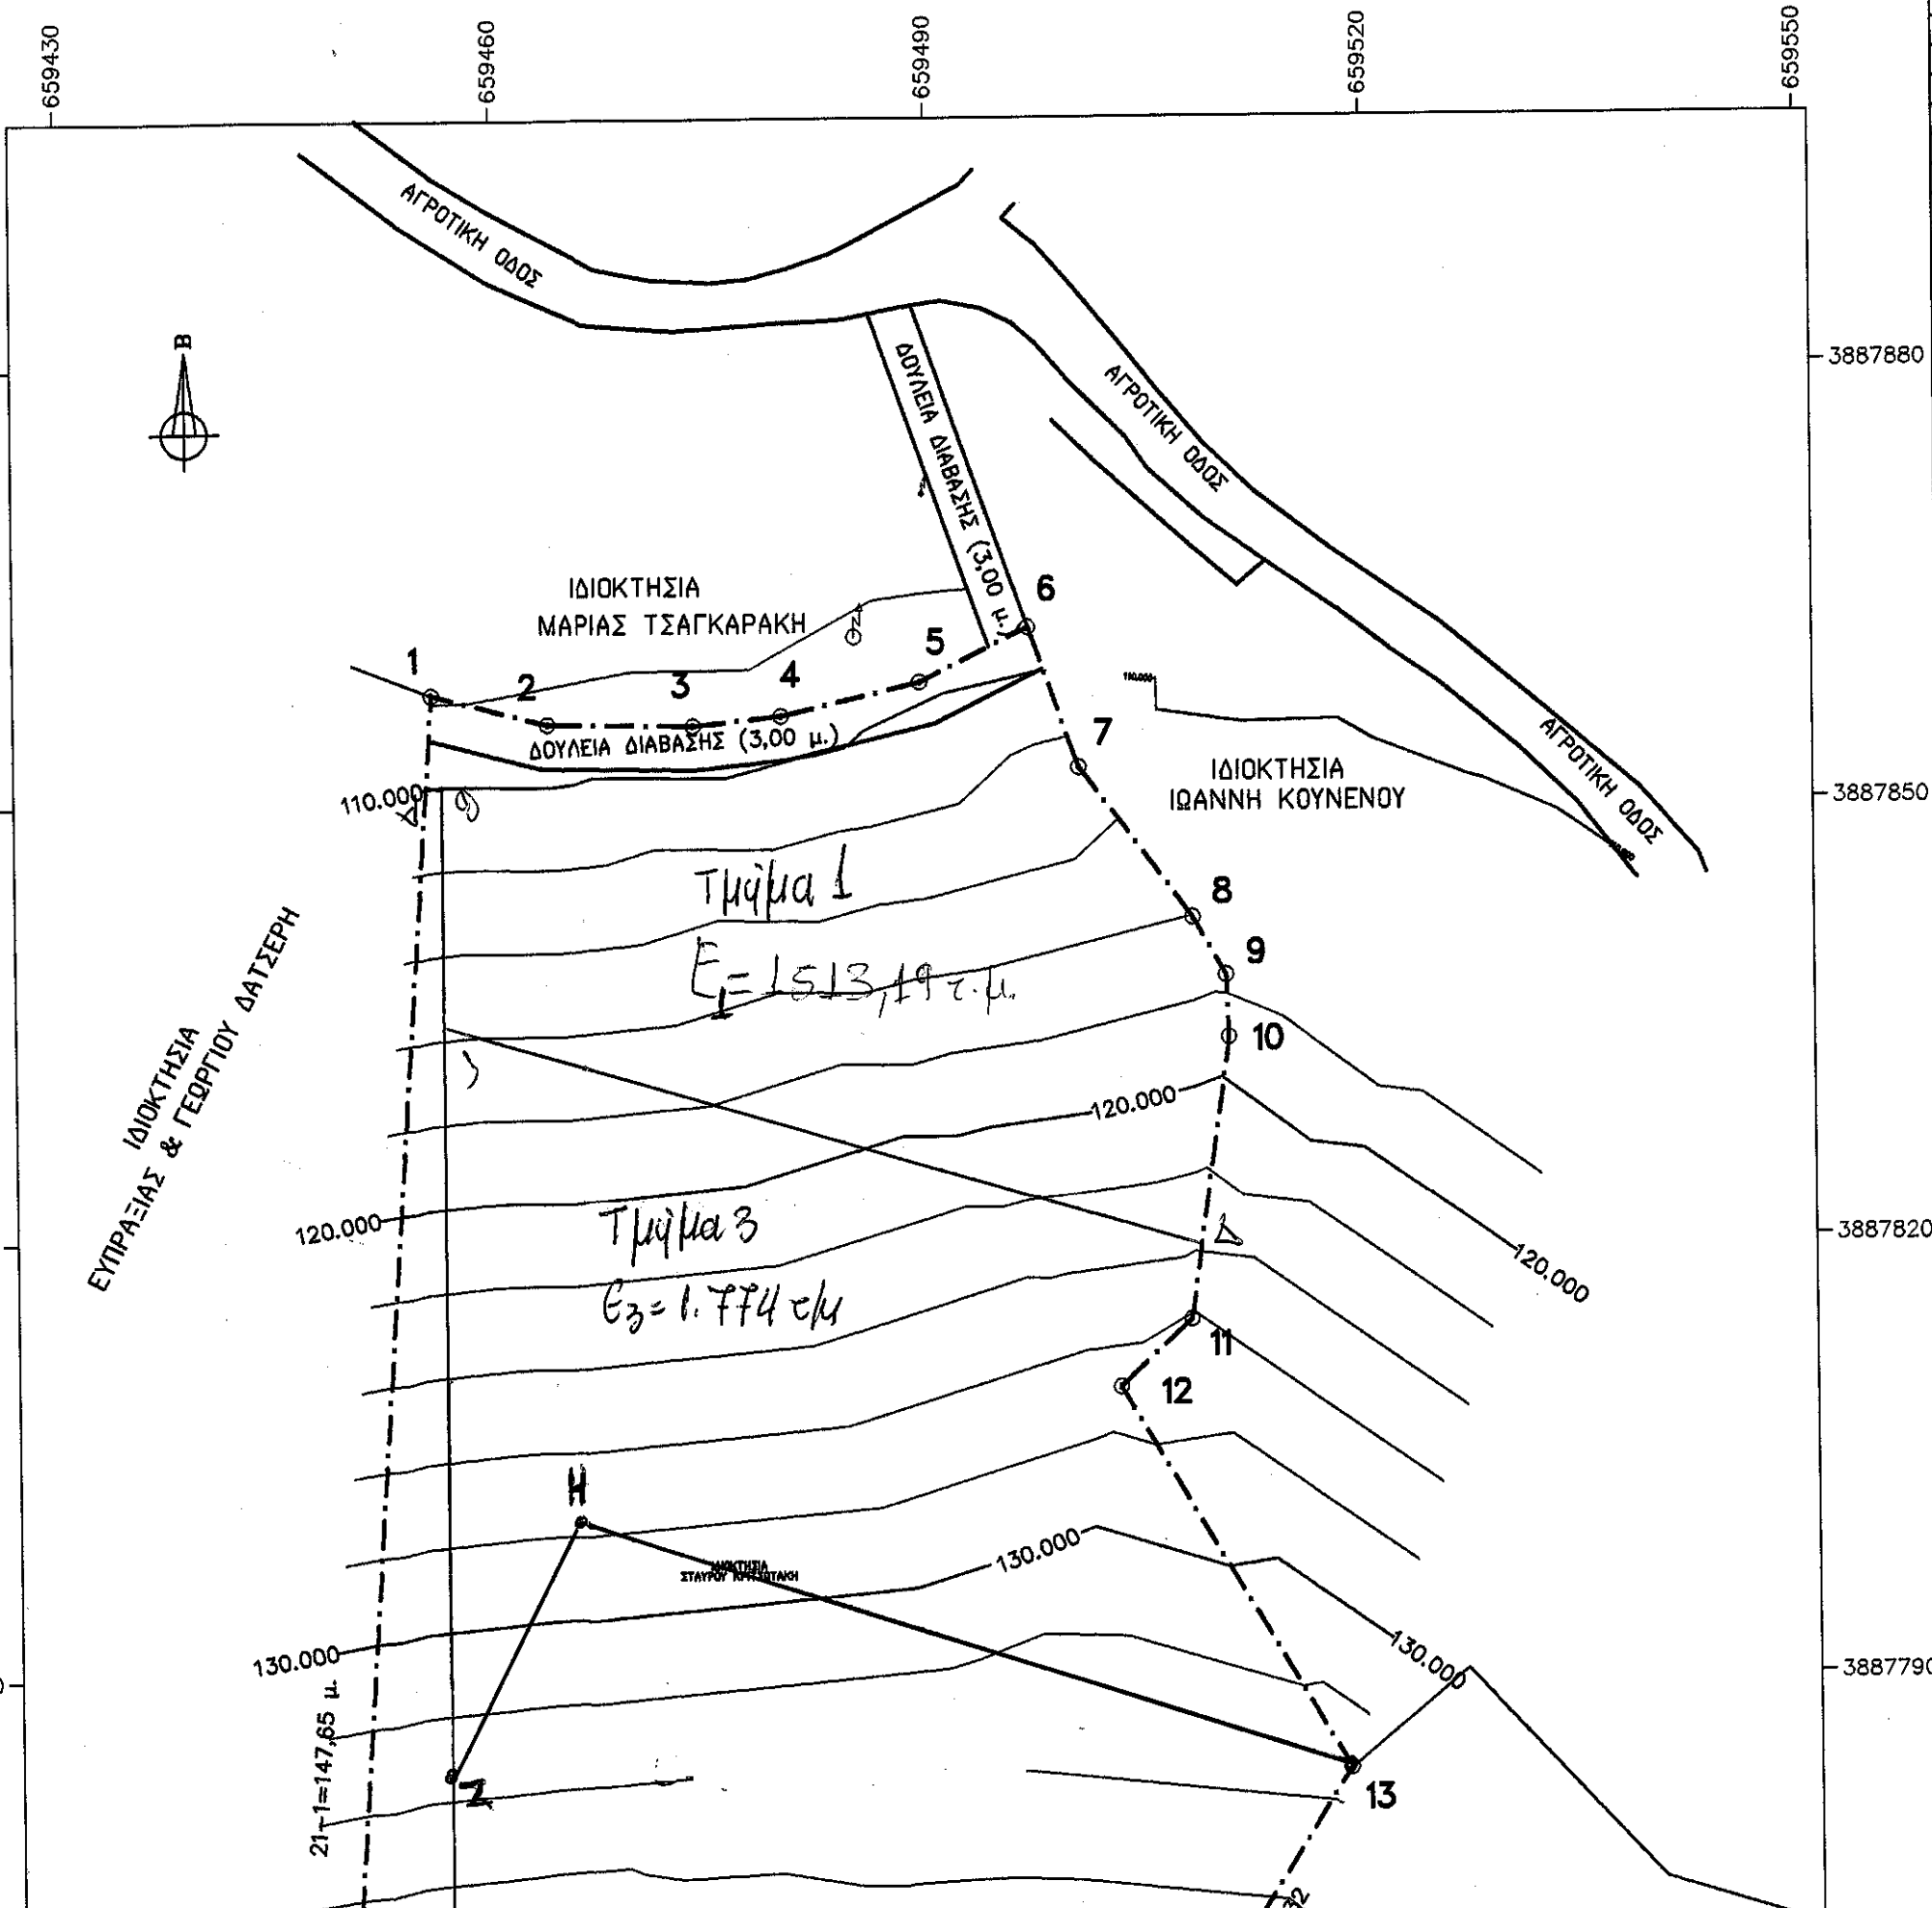 659430
659460
659490
659520
659550
ΑΓΡΟΤΙΚΗ ΟΔΟΣ
Β
3887880
ΔΟΥΛΕΙΑ ΔΙΑΒΑΣΗΣ (3,00 μ.)
ΑΓΡΟΤΙΚΗ ΟΔΟΣ
ΙΔΙΟΚΤΗΣΙΑ
ΜΑΡΙΑΣ ΤΣΑΓΚΑΡΑΚΗ
6
5
1
2
3
4
110.000
7
ΔΟΥΛΕΙΑ ΔΙΑΒΑΣΗΣ (3,00 μ.)
ΑΓΡΟΤΙΚΗ ΟΔΟΣ
ΙΔΙΟΚΤΗΣΙΑ
ΙΩΑΝΝΗ ΚΟΥΝΕΝΟΥ
3887850
110.000
Τμήμα 1
8
Ε1=1513,19 τ.μ.
9
10
ΙΔΙΟΚΤΗΣΙΑ
ΕΥΠΡΑΞΙΑΣ & ΓΕΩΡΓΙΟΥ ΔΑΤΣΕΡΗ
120.000
120.000
Τμήμα 3
Δ
3887820
120.000
Ε3=1.774 τ/μ
11
12
Η
130.000
ΙΔΙΟΚΤΗΣΙΑ
130.000
130.000
3887790
21-1=147,65 μ.
Ζ
13